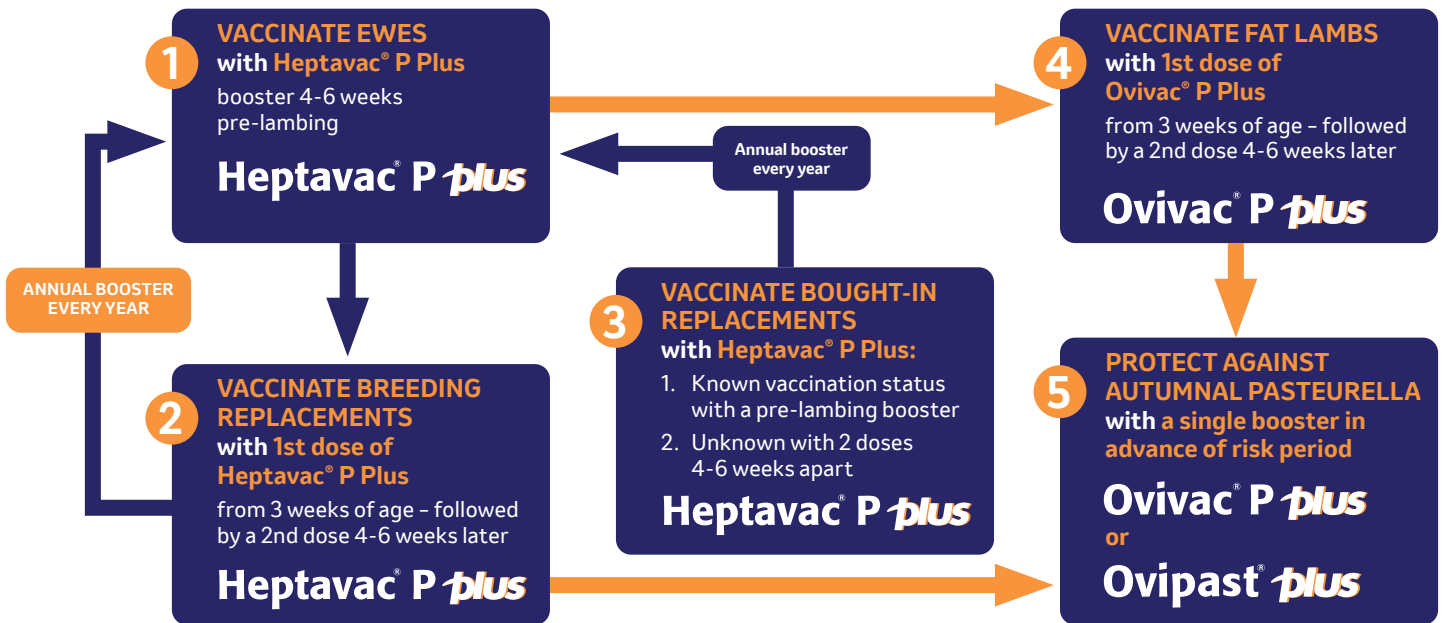 1
VACCINATE EWES
with Heptavac® P Plus
booster 4-6 weeks
pre-lambing
Heptavac® P plus
ANNUAL BOOSTER
EVERY YEAR
2
VACCINATE BREEDING
REPLACEMENTS
with 1st dose of
Heptavac® P Plus
from 3 weeks of age – followed
by a 2nd dose 4-6 weeks later
Heptavac® P plus
Annual booster
every year
3
VACCINATE BOUGHT-IN
REPLACEMENTS
with Heptavac® P Plus:
1. Known vaccination status
with a pre-lambing booster
2. Unknown with 2 doses
4-6 weeks apart
Heptavac® P plus
4
VACCINATE FAT LAMBS
with 1st dose of
Ovivac® P Plus
from 3 weeks of age – followed
by a 2nd dose 4-6 weeks later
Ovivac® P plus
5
PROTECT AGAINST
AUTUMNAL PASTEURELLA
with a single booster in
advance of risk period
Ovivac® P plus
or
Ovipast® plus